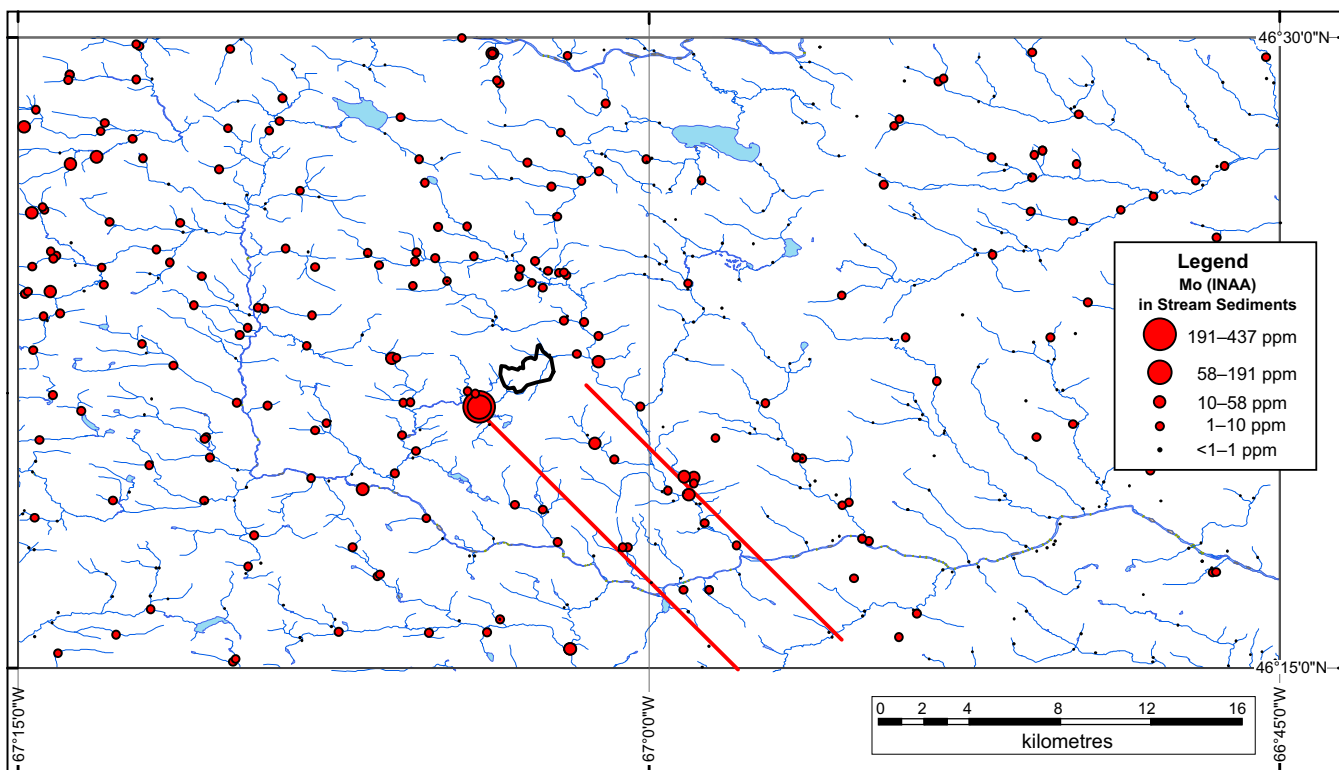 46°30'0"N
Legend
Mo (INAA)
in Stream Sediments
191–437 ppm
58–191 ppm
10–58 ppm
1–10 ppm
<1–1 ppm
46°15'0"N
0 2 4 8 12 16
kilometres
67°15'0"W
67°0'0"W
66°45'0"W